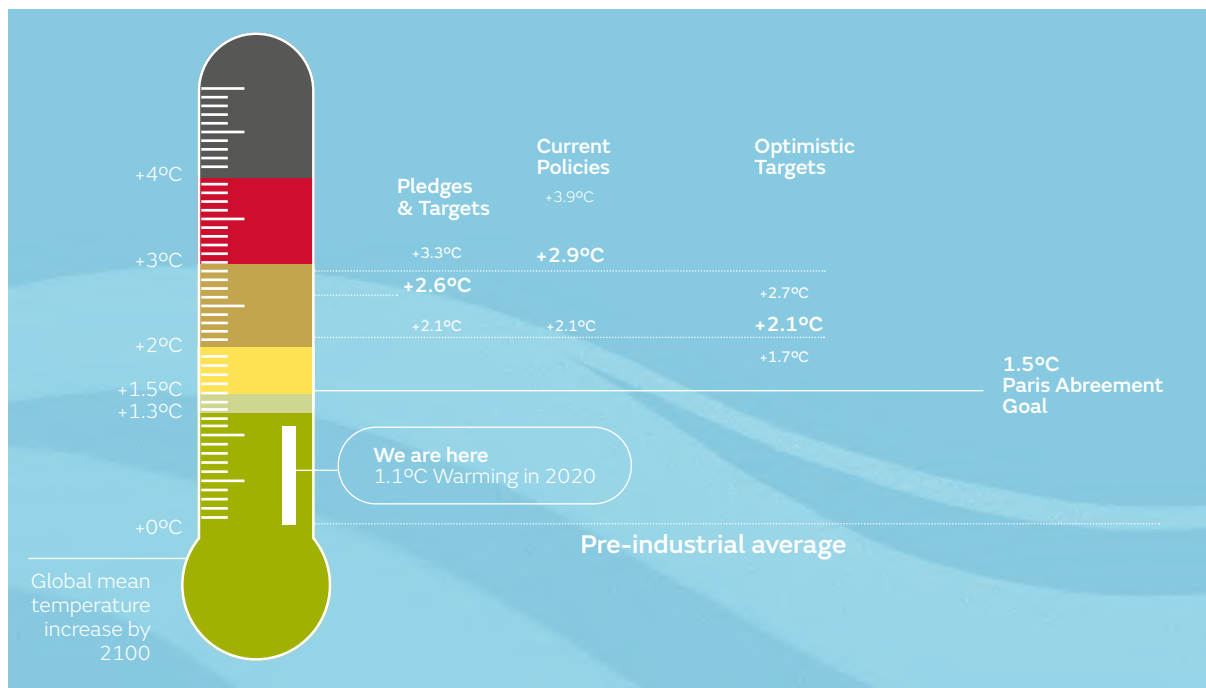 +4ºC
+3ºC
+2ºC
+1.5ºC
+1.3ºC
+0ºC
Global mean
temperature
increase by
2100
Pledges
& Targets
+3.3ºC
+2.6ºC
+2.1ºC
Current
Policies
+3.9ºC
+2.9ºC
+2.1ºC
Optimistic
Targets
+2.7ºC
+2.1ºC
+1.7ºC
1.5ºC
Paris Abreement
Goal
We are here
1.1ºC Warming in 2020
Pre-industrial average